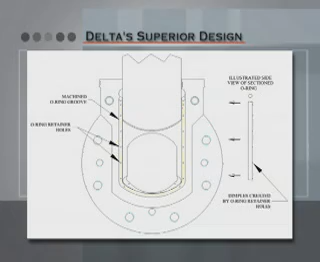 DELTA'S SUPERIOR DESIGN
ILLUSTRATED SIDE
VIEW OF SECTIONED
O-RING
MACHINED
O-RING GROOVE
O-RING RETAINER
HOLES
DIMPLES CREATED
BY O-RING RETAINER
HOLES